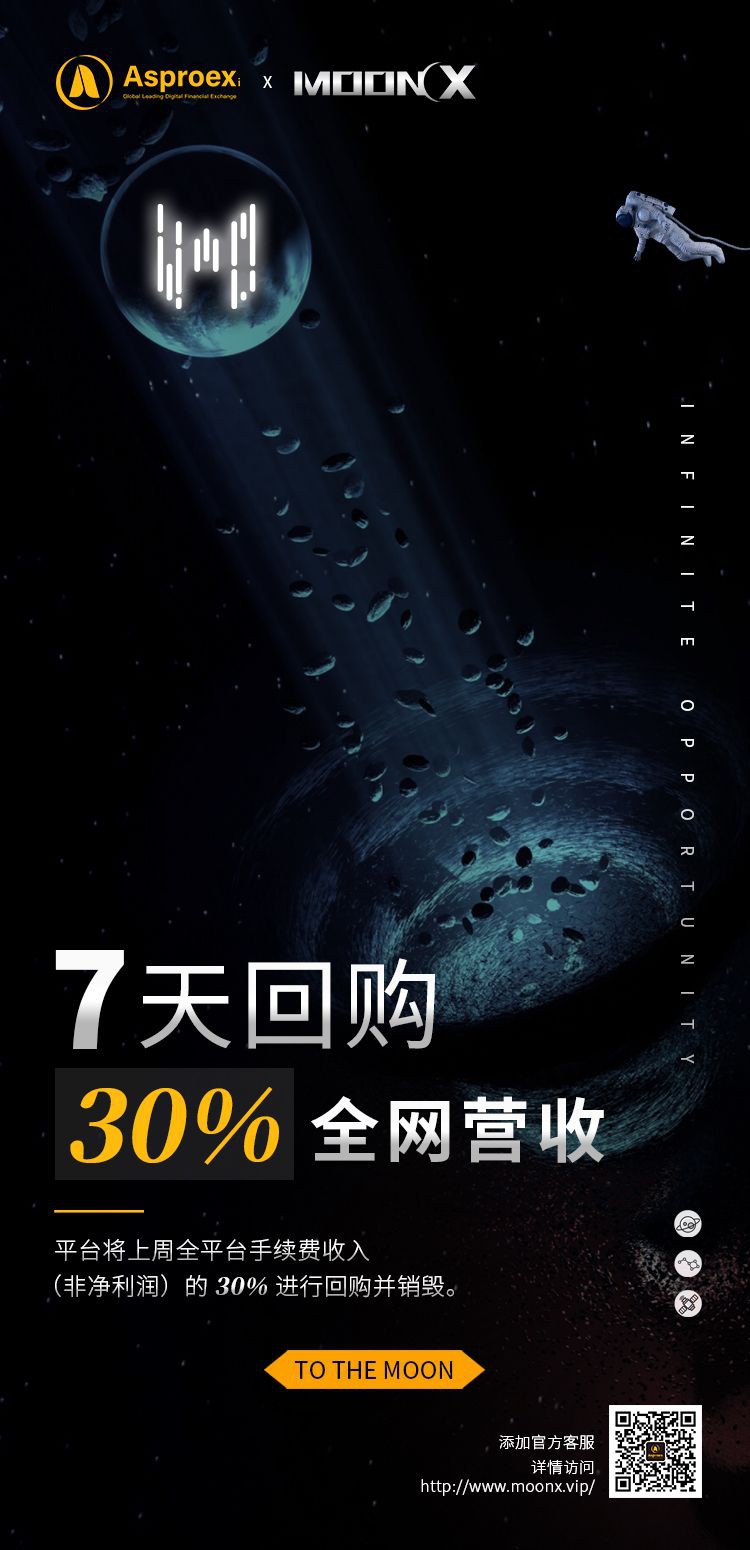 Asproex
Global Leading Digital Financial Exchange
X
MOONX
INFINITE OPPORTUNITY
7天回购
30% 全网营收
平台将上周全平台手续费收入
（非净利润）的 30% 进行回购并销毁。
TO THE MOON
添加官方客服
详情访问
http://www.moonx.vip/
Asproex